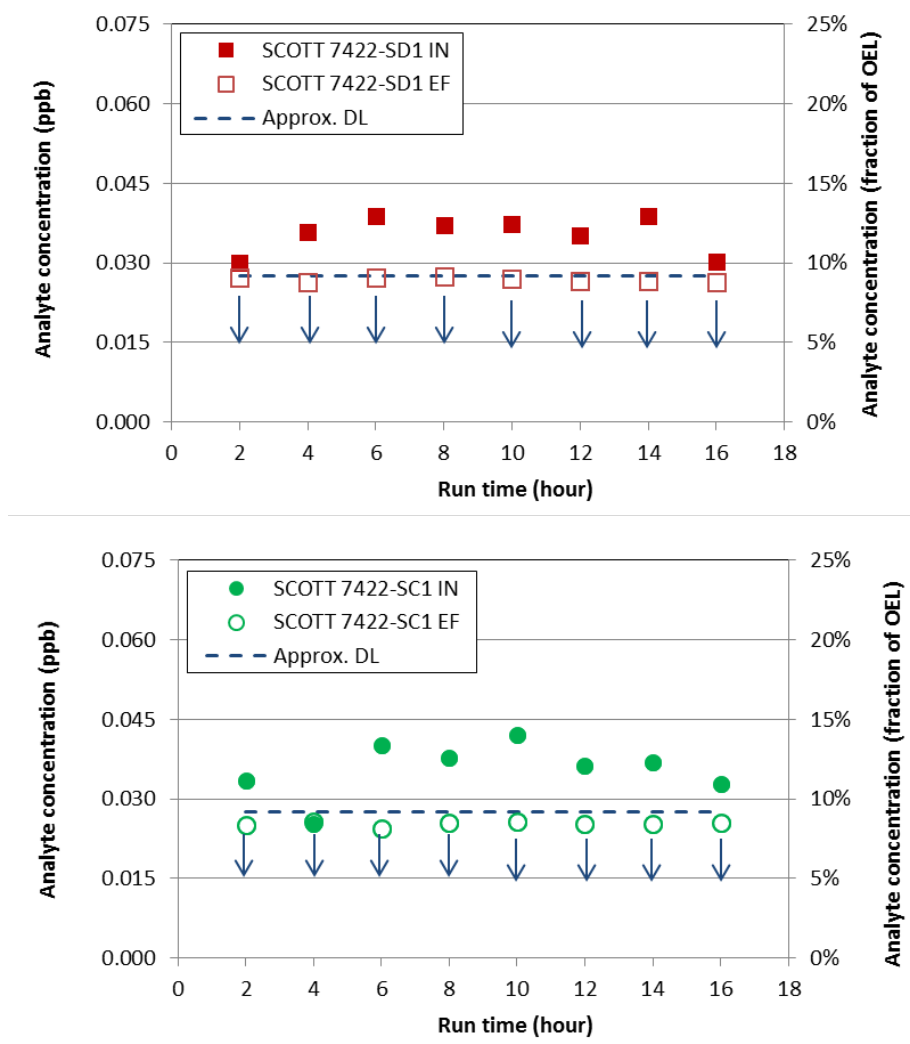 0.075
0.060
0.045
0.030
0.015
0.000
Analyte concentration (ppb)
SCOTT 7422-SD1 IN
SCOTT 7422-SD1 EF
Approx. DL
25%
20%
15%
10%
5%
0%
Analyte concentration (fraction of OEL)
0 2 4 6 8 10 12 14 16 18
Run time (hour)
0.075
0.060
0.045
0.030
0.015
0.000
Analyte concentration (ppb)
SCOTT 7422-SC1 IN
SCOTT 7422-SC1 EF
Approx. DL
25%
20%
15%
10%
5%
0%
Analyte concentration (fraction of OEL)
0 2 4 6 8 10 12 14 16 18
Run time (hour)